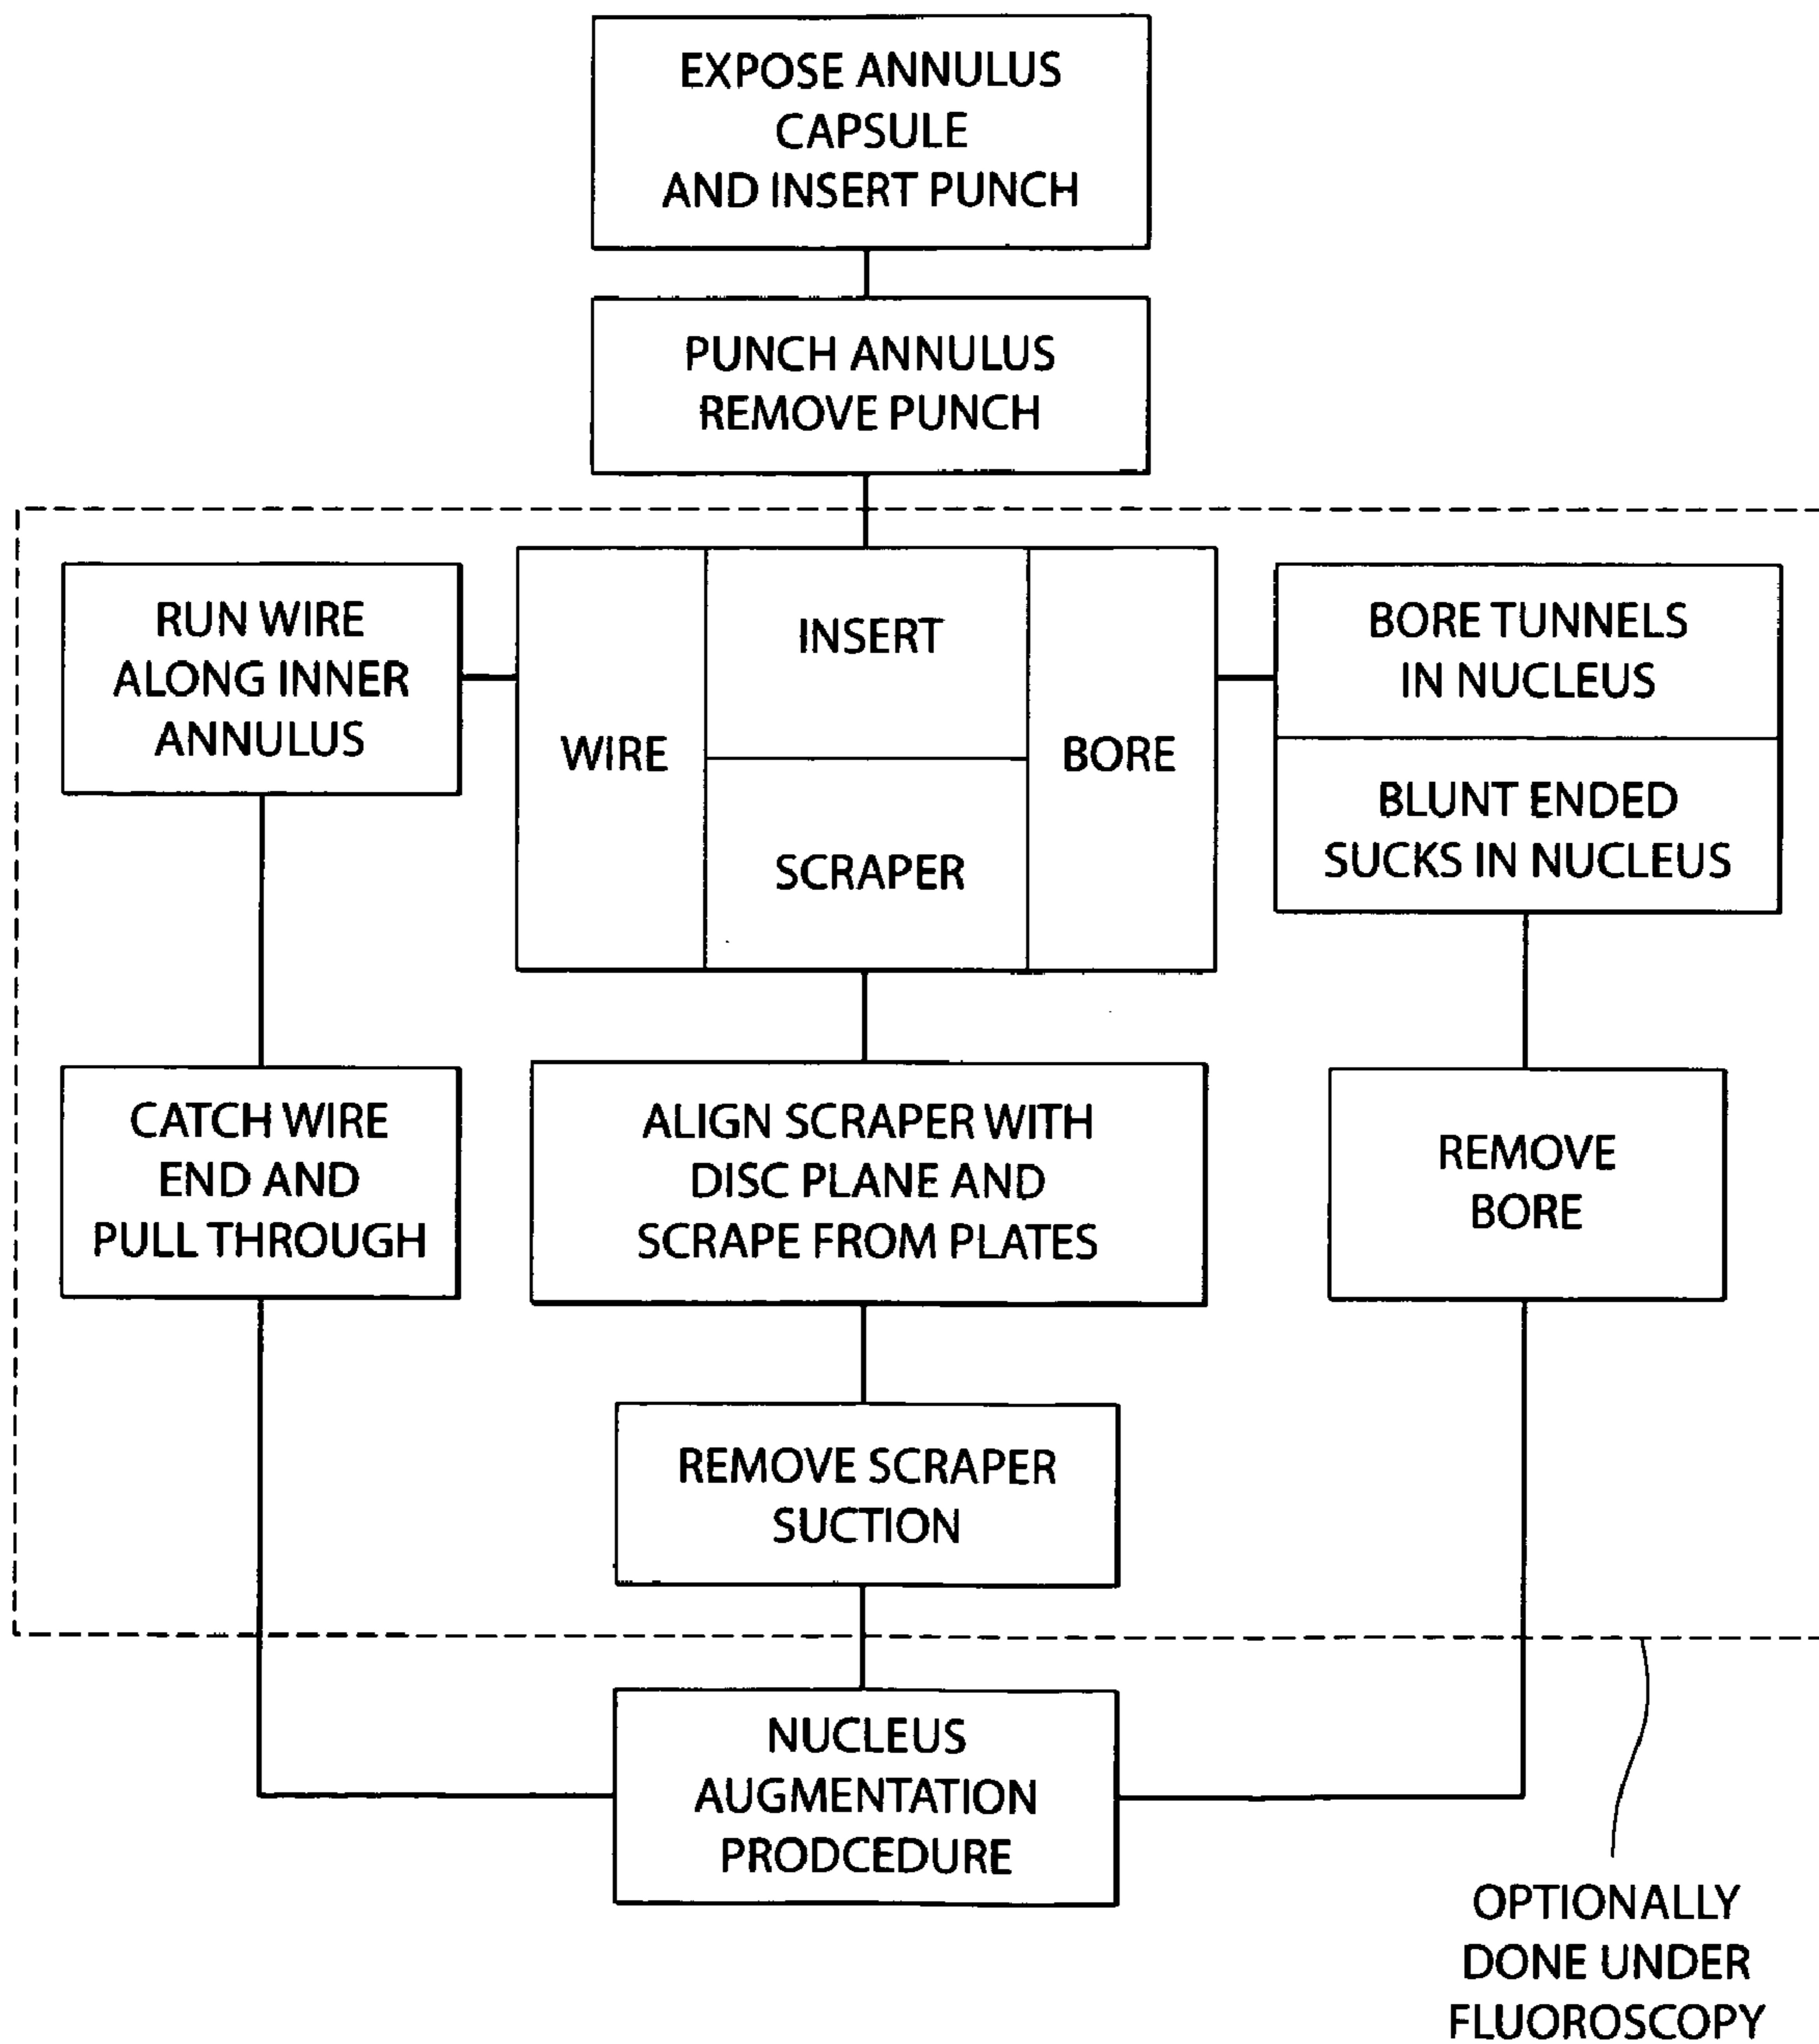 EXPOSE ANNULUS
CAPSULE
AND INSERT PUNCH
PUNCH ANNULUS
REMOVE PUNCH
RUN WIRE
ALONG INNER
ANNULUS
WIRE
INSERT
SCRAPER
BORE
BORE TUNNELS
IN NUCLEUS
BLUNT ENDED
SUCKS IN NUCLEUS
CATCH WIRE
END AND
PULL THROUGH
ALIGN SCRAPER WITH
DISC PLANE AND
SCRAPE FROM PLATES
REMOVE
BORE
REMOVE SCRAPER
SUCTION
NUCLEUS
AUGMENTATION
PRODCEDURE
OPTIONALLY
DONE UNDER
FLUOROSCOPY